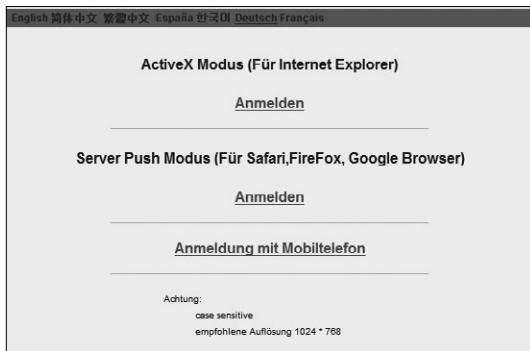 English 简体中文 繁體中文 España 한국어 Deutsch Français
ActiveX Modus (Für Internet Explorer)
Anmelden
Server Push Modus (Für Safari,FireFox, Google Browser)
Anmelden
Anmeldung mit Mobiltelefon
Achtung:
case sensitive
empfohlene Auflösung 1024 * 768